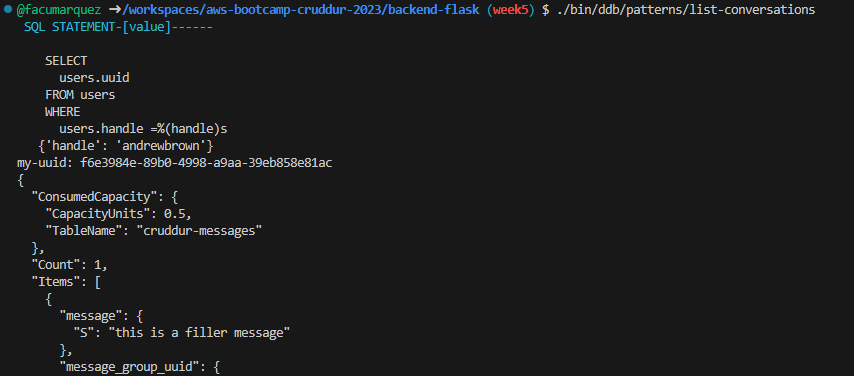 @facumarquez ➜/workspaces/aws-bootcamp-cruddur-2023/backend-flask (week5) $ ./bin/ddb/patterns/list-conversations
SQL STATEMENT-[value]------
SELECT
users.uuid
FROM users
WHERE
users.handle =%(handle)s
{'handle': 'andrewbrown'}
my-uuid: f6e3984e-89b0-4998-a9aa-39eb858e81ac
{
"ConsumedCapacity": {
"CapacityUnits": 0.5,
"TableName": "cruddur-messages"
},
"Count": 1,
"Items": [
{
"message": {
"S": "this is a filler message"
},
"message_group_uuid": {